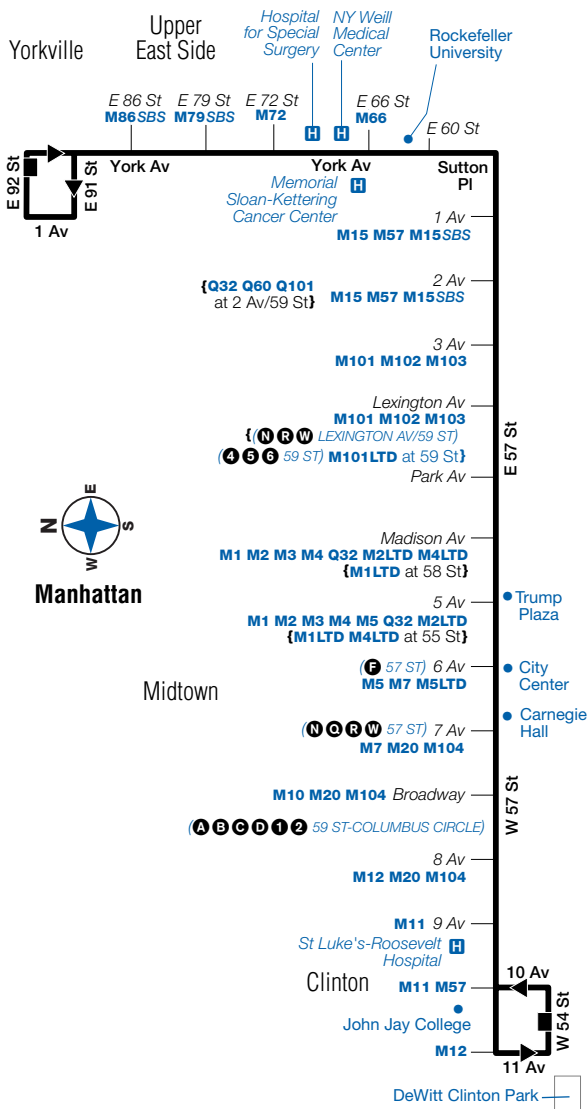 Yorkville
Upper
East Side
Hospital
for Special
Surgery
NY Weill
Medical
Center
Rockefeller
University
E 86 St
M86SBS
E 79 St
M79SBS
E 72 St
M72
H
H
E 66 St
M66
E 60 St
E 92 St
E 91 St
1 Av
York Av
York Av
Sutton
Pl
Memorial
Sloan-Kettering
Cancer Center
H
1 Av
M15 M57 M15SBS
{Q32 Q60 Q101
at 2 Av/59 St}
2 Av
M15 M57 M15SBS
3 Av
M101 M102 M103
Lexington Av
M101 M102 M103
{(N R W LEXINGTON AV/59 ST)
(4 5 6 59 ST) M101LTD at 59 St}
E 57 St
Park Av
N
E
S
W
Manhattan
Madison Av
M1 M2 M3 M4 Q32 M2LTD M4LTD
{M1LTD at 58 St}
5 Av
M1 M2 M3 M4 M5 Q32 M2LTD
{M1LTD M4LTD at 55 St}
Trump
Plaza
Midtown
(F 57 ST) 6 Av
M5 M7 M5LTD
City
Center
(N Q R W 57 ST) 7 Av
M7 M20 M104
Carnegie
Hall
M10 M20 M104 Broadway
(A B C D 1 2 59 ST-COLUMBUS CIRCLE)
W 57 St
8 Av
M12 M20 M104
M11 9 Av
St Luke's-Roosevelt
Hospital
H
Clinton
M11 M57
10 Av
W 54 St
John Jay College
M12
11 Av
DeWitt Clinton Park